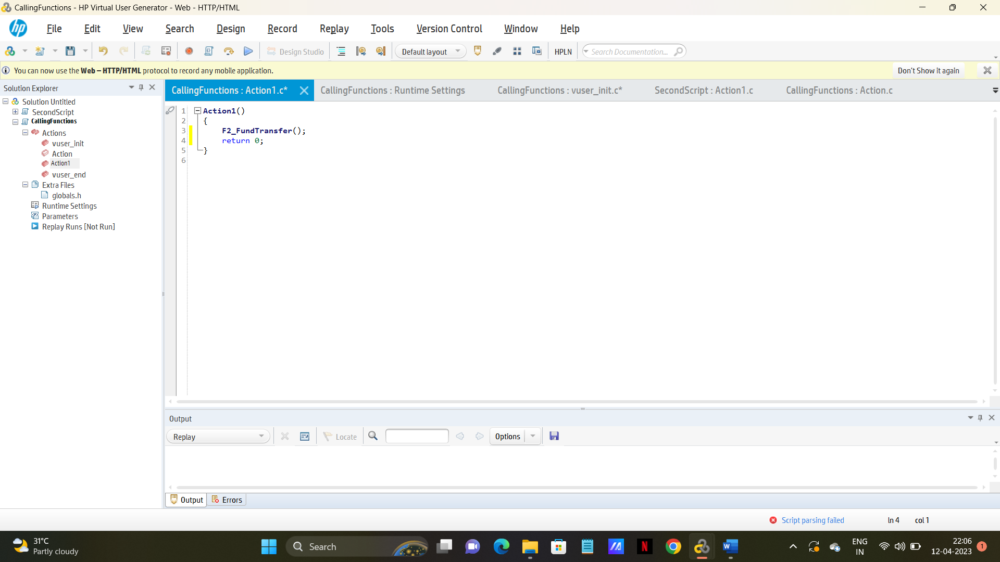 CallingFunctions - HP Virtual User Generator - Web - HTTP/HTML
hp File Edit View Search Design Record Replay Tools Version Control Window Help
Design Studio Default layout HPLN Search Documentation...
You can now use the Web – HTTP/HTML protocol to record any mobile application. Don't Show it again
Solution Explorer
Solution Untitled
SecondScript
CallingFunctions
Actions
vuser_init
Action
Action1
vuser_end
Extra Files
globals.h
Runtime Settings
Parameters
Replay Runs [Not Run]
CallingFunctions : Action1.c* CallingFunctions : Runtime Settings CallingFunctions : vuser_init.c* SecondScript : Action1.c CallingFunctions : Action.c
1 Action1()
2 {
3 F2_FundTransfer();
4 return 0;
5 }
6
Output
Replay Locate Options
Output Errors
Script parsing failed ln 4 col 1
31°C
Partly cloudy
Search
ENG
IN
22:06
12-04-2023
1